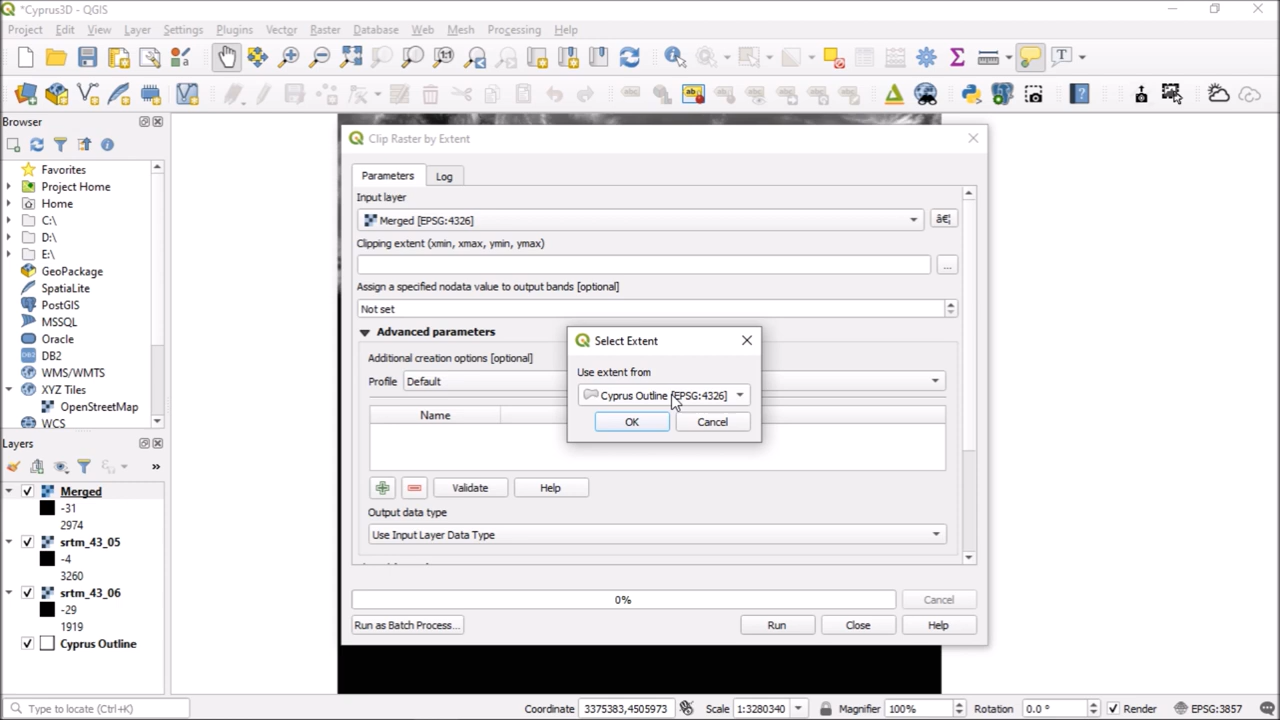 *Cyprus3D — QGIS
Project Edit View Layer Settings Plugins Vector Raster Database Web Mesh Processing Help
Browser
Favorites
Project Home
Home
C:\
D:\
E:\
GeoPackage
SpatiaLite
PostGIS
MSSQL
Oracle
DB2
WMS/WMTS
XYZ Tiles
OpenStreetMap
WCS
Layers
Merged
-31
2974
srtm_43_05
-4
3260
srtm_43_06
-29
1919
Cyprus Outline
Clip Raster by Extent
Parameters Log
Input layer
Merged [EPSG:4326] â€¦
Clipping extent (xmin, xmax, ymin, ymax)
...
Assign a specified nodata value to output bands [optional]
Not set
Advanced parameters
Additional creation options [optional]
Profile Default
Name
Validate Help
Output data type
Use Input Layer Data Type
0% Cancel
Run as Batch Process... Run Close Help
Select Extent
Use extent from
Cyprus Outline [EPSG:4326]
OK Cancel
Type to locate (Ctrl+K) Coordinate 3375383,4505973 Scale 1:3280340 Magnifier 100% Rotation 0.0 ° Render EPSG:3857